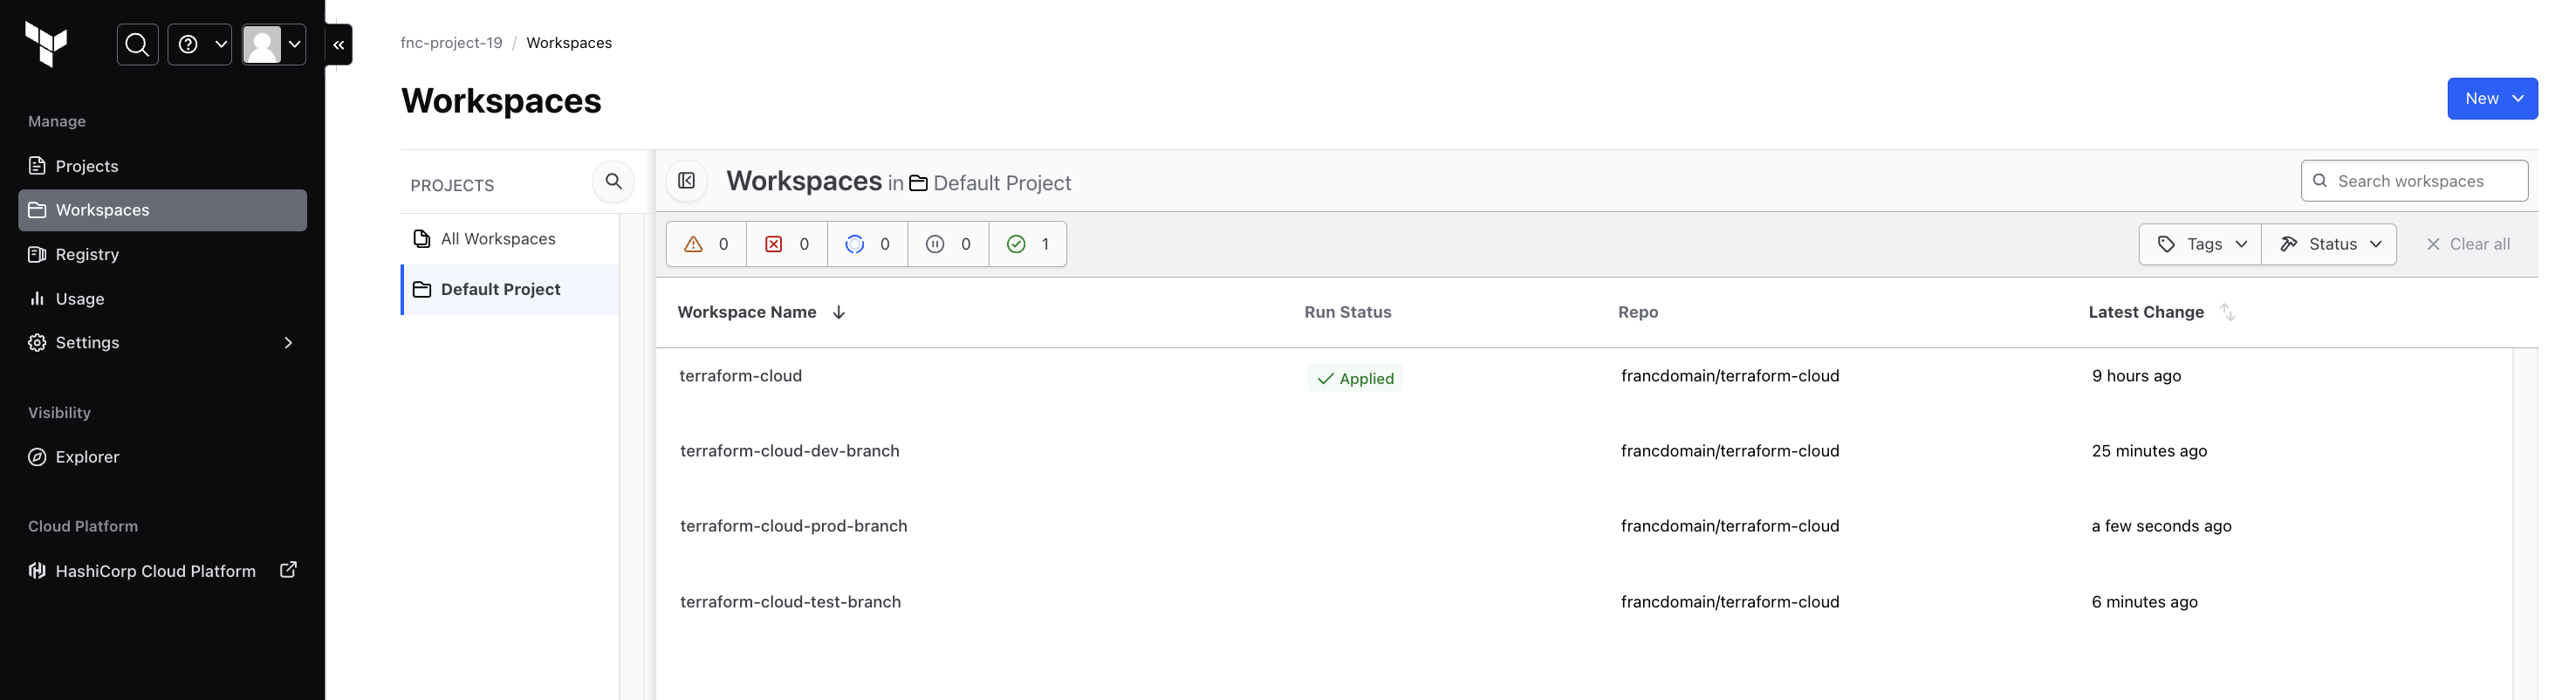 fnc-project-19 / Workspaces
Workspaces
New
Manage
Projects
Workspaces
Registry
Usage
Settings
Visibility
Explorer
Cloud Platform
HashiCorp Cloud Platform
PROJECTS
All Workspaces
Default Project
Workspaces in Default Project
Search workspaces
0 0 0 0 1
Tags Status Clear all
Workspace Name Run Status Repo Latest Change
terraform-cloud Applied francdomain/terraform-cloud 9 hours ago
terraform-cloud-dev-branch francdomain/terraform-cloud 25 minutes ago
terraform-cloud-prod-branch francdomain/terraform-cloud a few seconds ago
terraform-cloud-test-branch francdomain/terraform-cloud 6 minutes ago